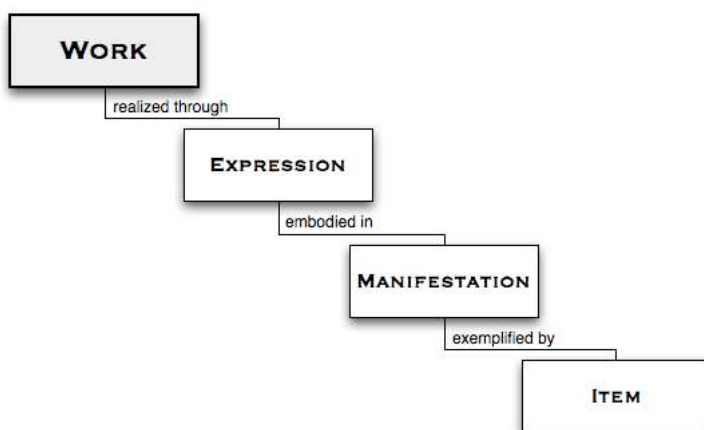 WORK
realized through
EXPRESSION
embodied in
MANIFESTATION
exemplified by
ITEM